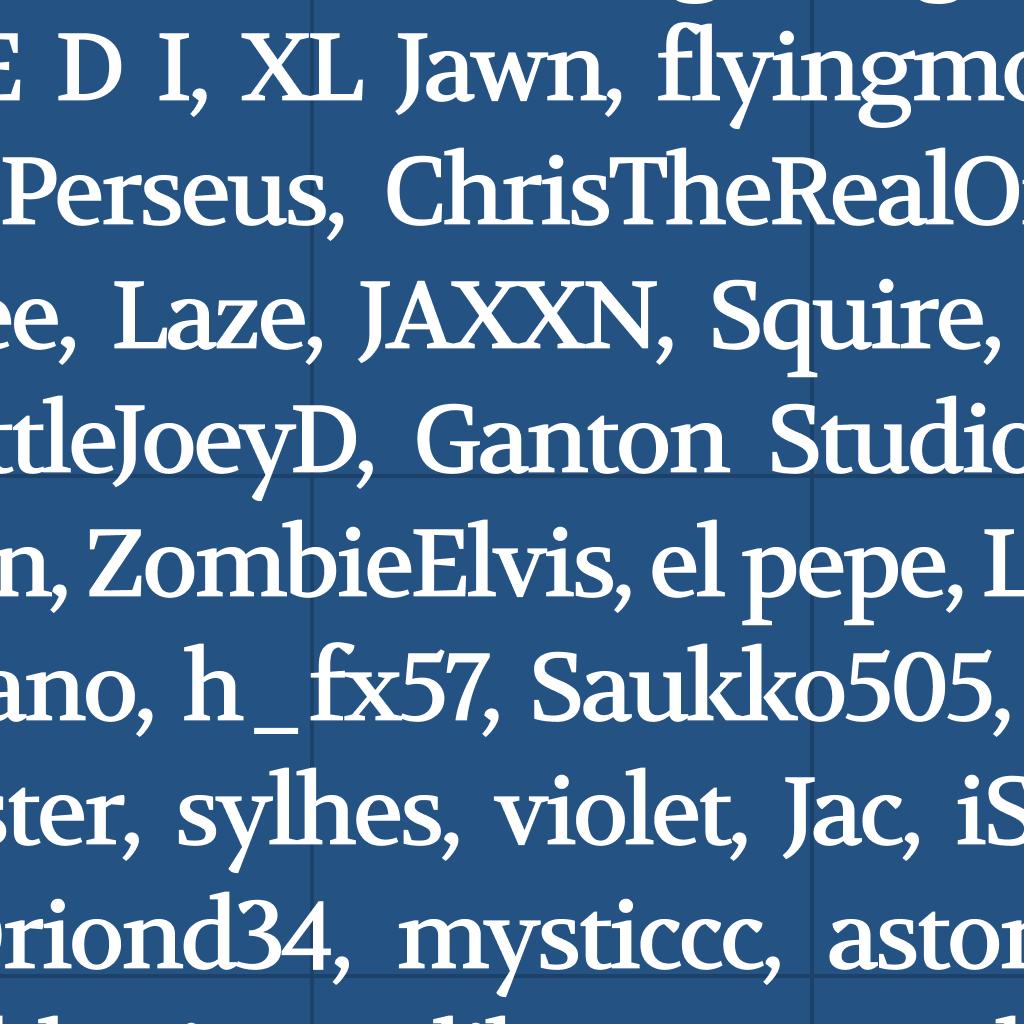 E D I, XL Jawn, flyingmo
Perseus, ChrisTheRealO
ee, Laze, JAXXN, Squire,
ttleJoeyD, Ganton Studio
n, ZombieElvis, el pepe, L
ano, h_fx57, Saukko505,
ster, sylhes, violet, Jac, iS
riond34, mysticcc, aston